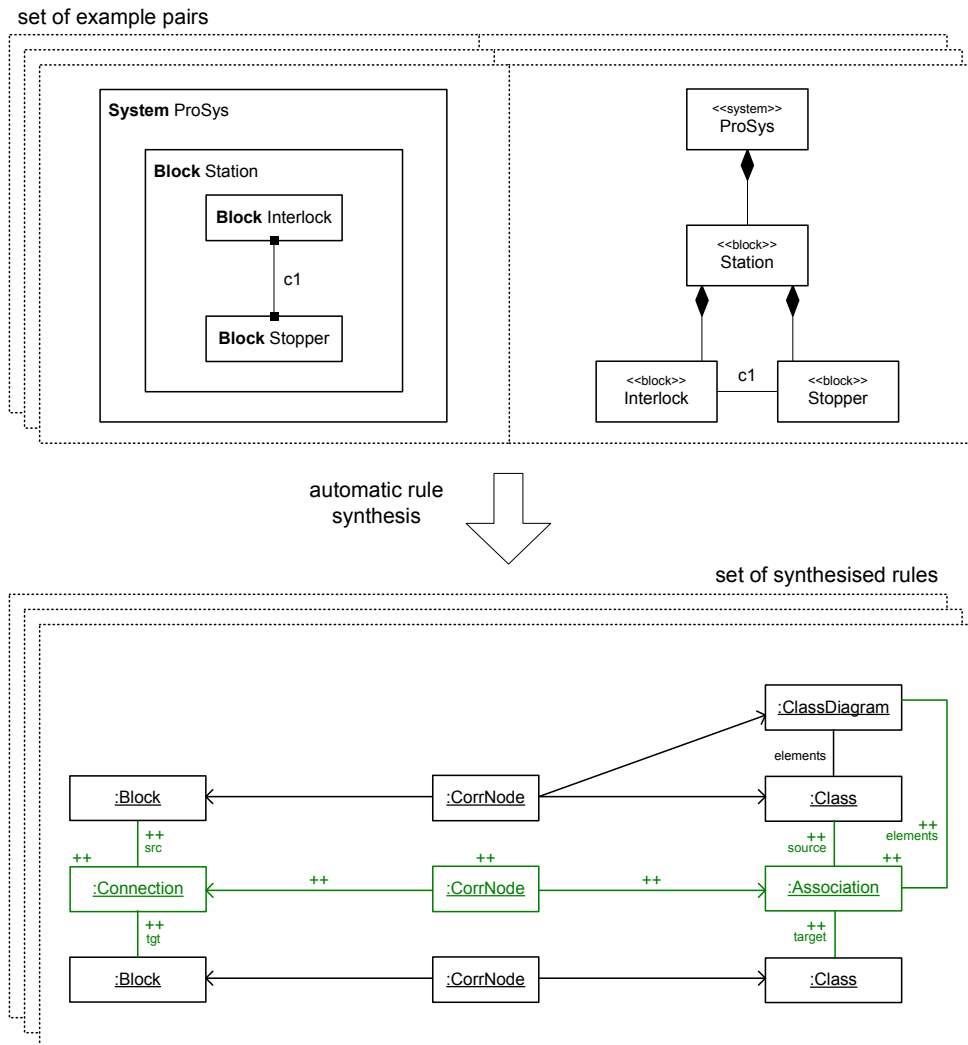 set of example pairs
System ProSys
Block Station
Block Interlock
c1
Block Stopper
<<system>>
ProSys
<<block>>
Station
<<block>>
Interlock
c1
<<block>>
Stopper
automatic rule
synthesis
set of synthesised rules
:ClassDiagram
elements
:Block
:CorrNode
:Class
++
src
++
source
++
elements
++
++
++
:Connection
++
:CorrNode
++
:Association
++
tgt
++
target
:Block
:CorrNode
:Class